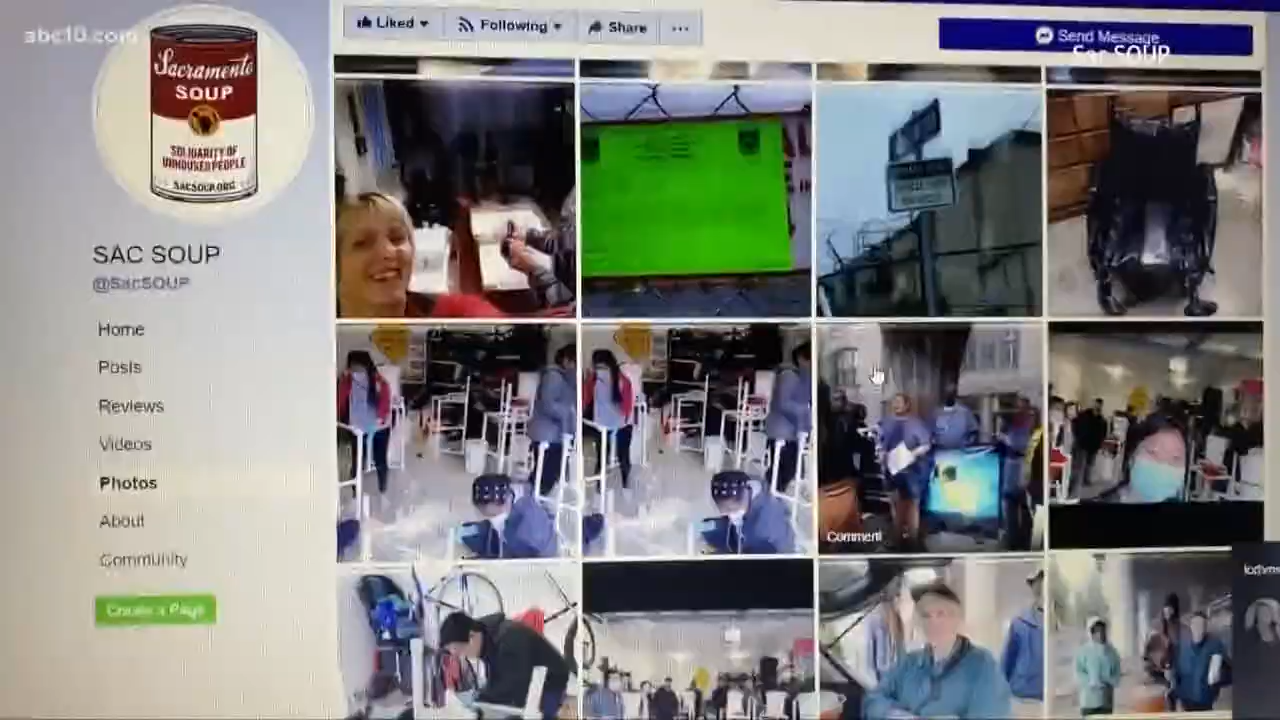 abc10.com
Sacramento
SOUP
SOLIDARITY OF
UNHOUSED PEOPLE
SACSOUP.ORG
Liked
Following
Share
Send Message
Sac SOUP
SAC SOUP
@SacSOUP
Home
Posts
Reviews
Videos
Photos
About
Community
Create a Page
Comment